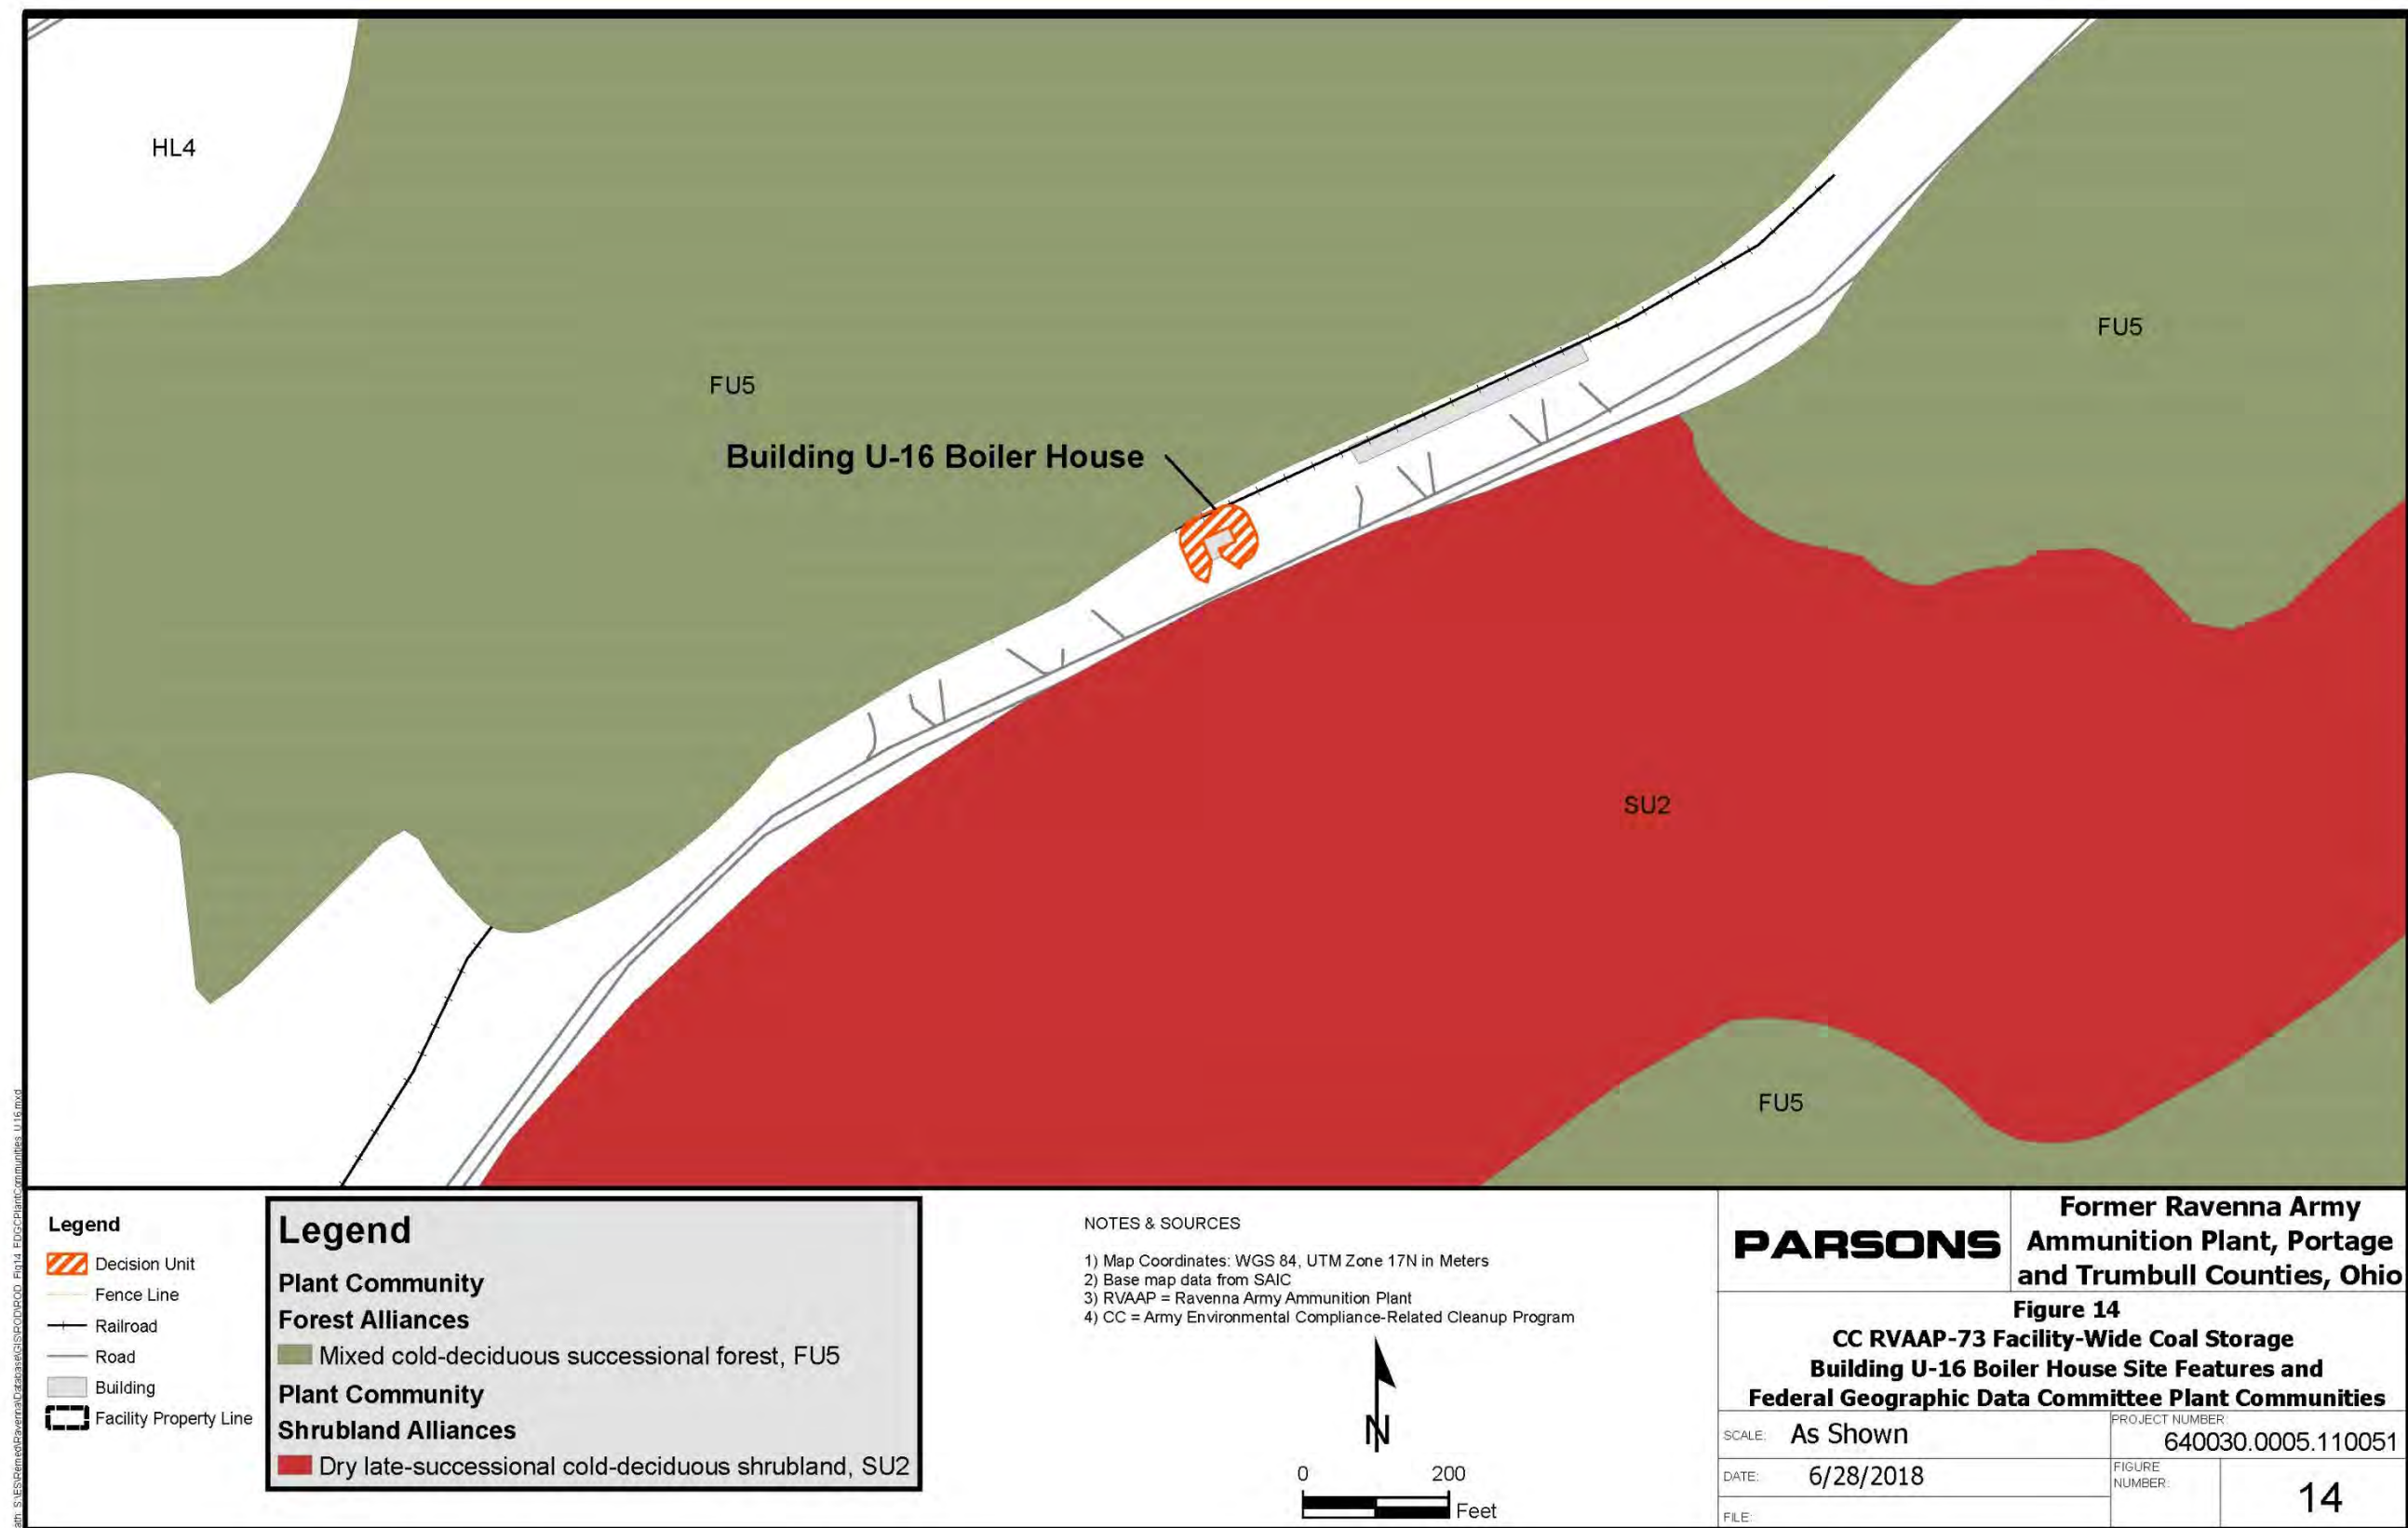 HL4
FU5
FU5
Building U-16 Boiler House
SU2
FU5
Legend
Decision Unit
Fence Line
Railroad
Road
Building
Facility Property Line
Legend
Plant Community
Forest Alliances
Mixed cold-deciduous successional forest, FU5
Plant Community
Shrubland Alliances
Dry late-successional cold-deciduous shrubland, SU2
NOTES & SOURCES
1) Map Coordinates: WGS 84, UTM Zone 17N in Meters
2) Base map data from SAIC
3) RVAAP = Ravenna Army Ammunition Plant
4) CC = Army Environmental Compliance-Related Cleanup Program
N
0 200
Feet
PARSONS
Former Ravenna Army
Ammunition Plant, Portage
and Trumbull Counties, Ohio
Figure 14
CC RVAAP-73 Facility-Wide Coal Storage
Building U-16 Boiler House Site Features and
Federal Geographic Data Committee Plant Communities
SCALE: As Shown
PROJECT NUMBER:
640030.0005.110051
DATE: 6/28/2018
FIGURE
NUMBER:
14
FILE: